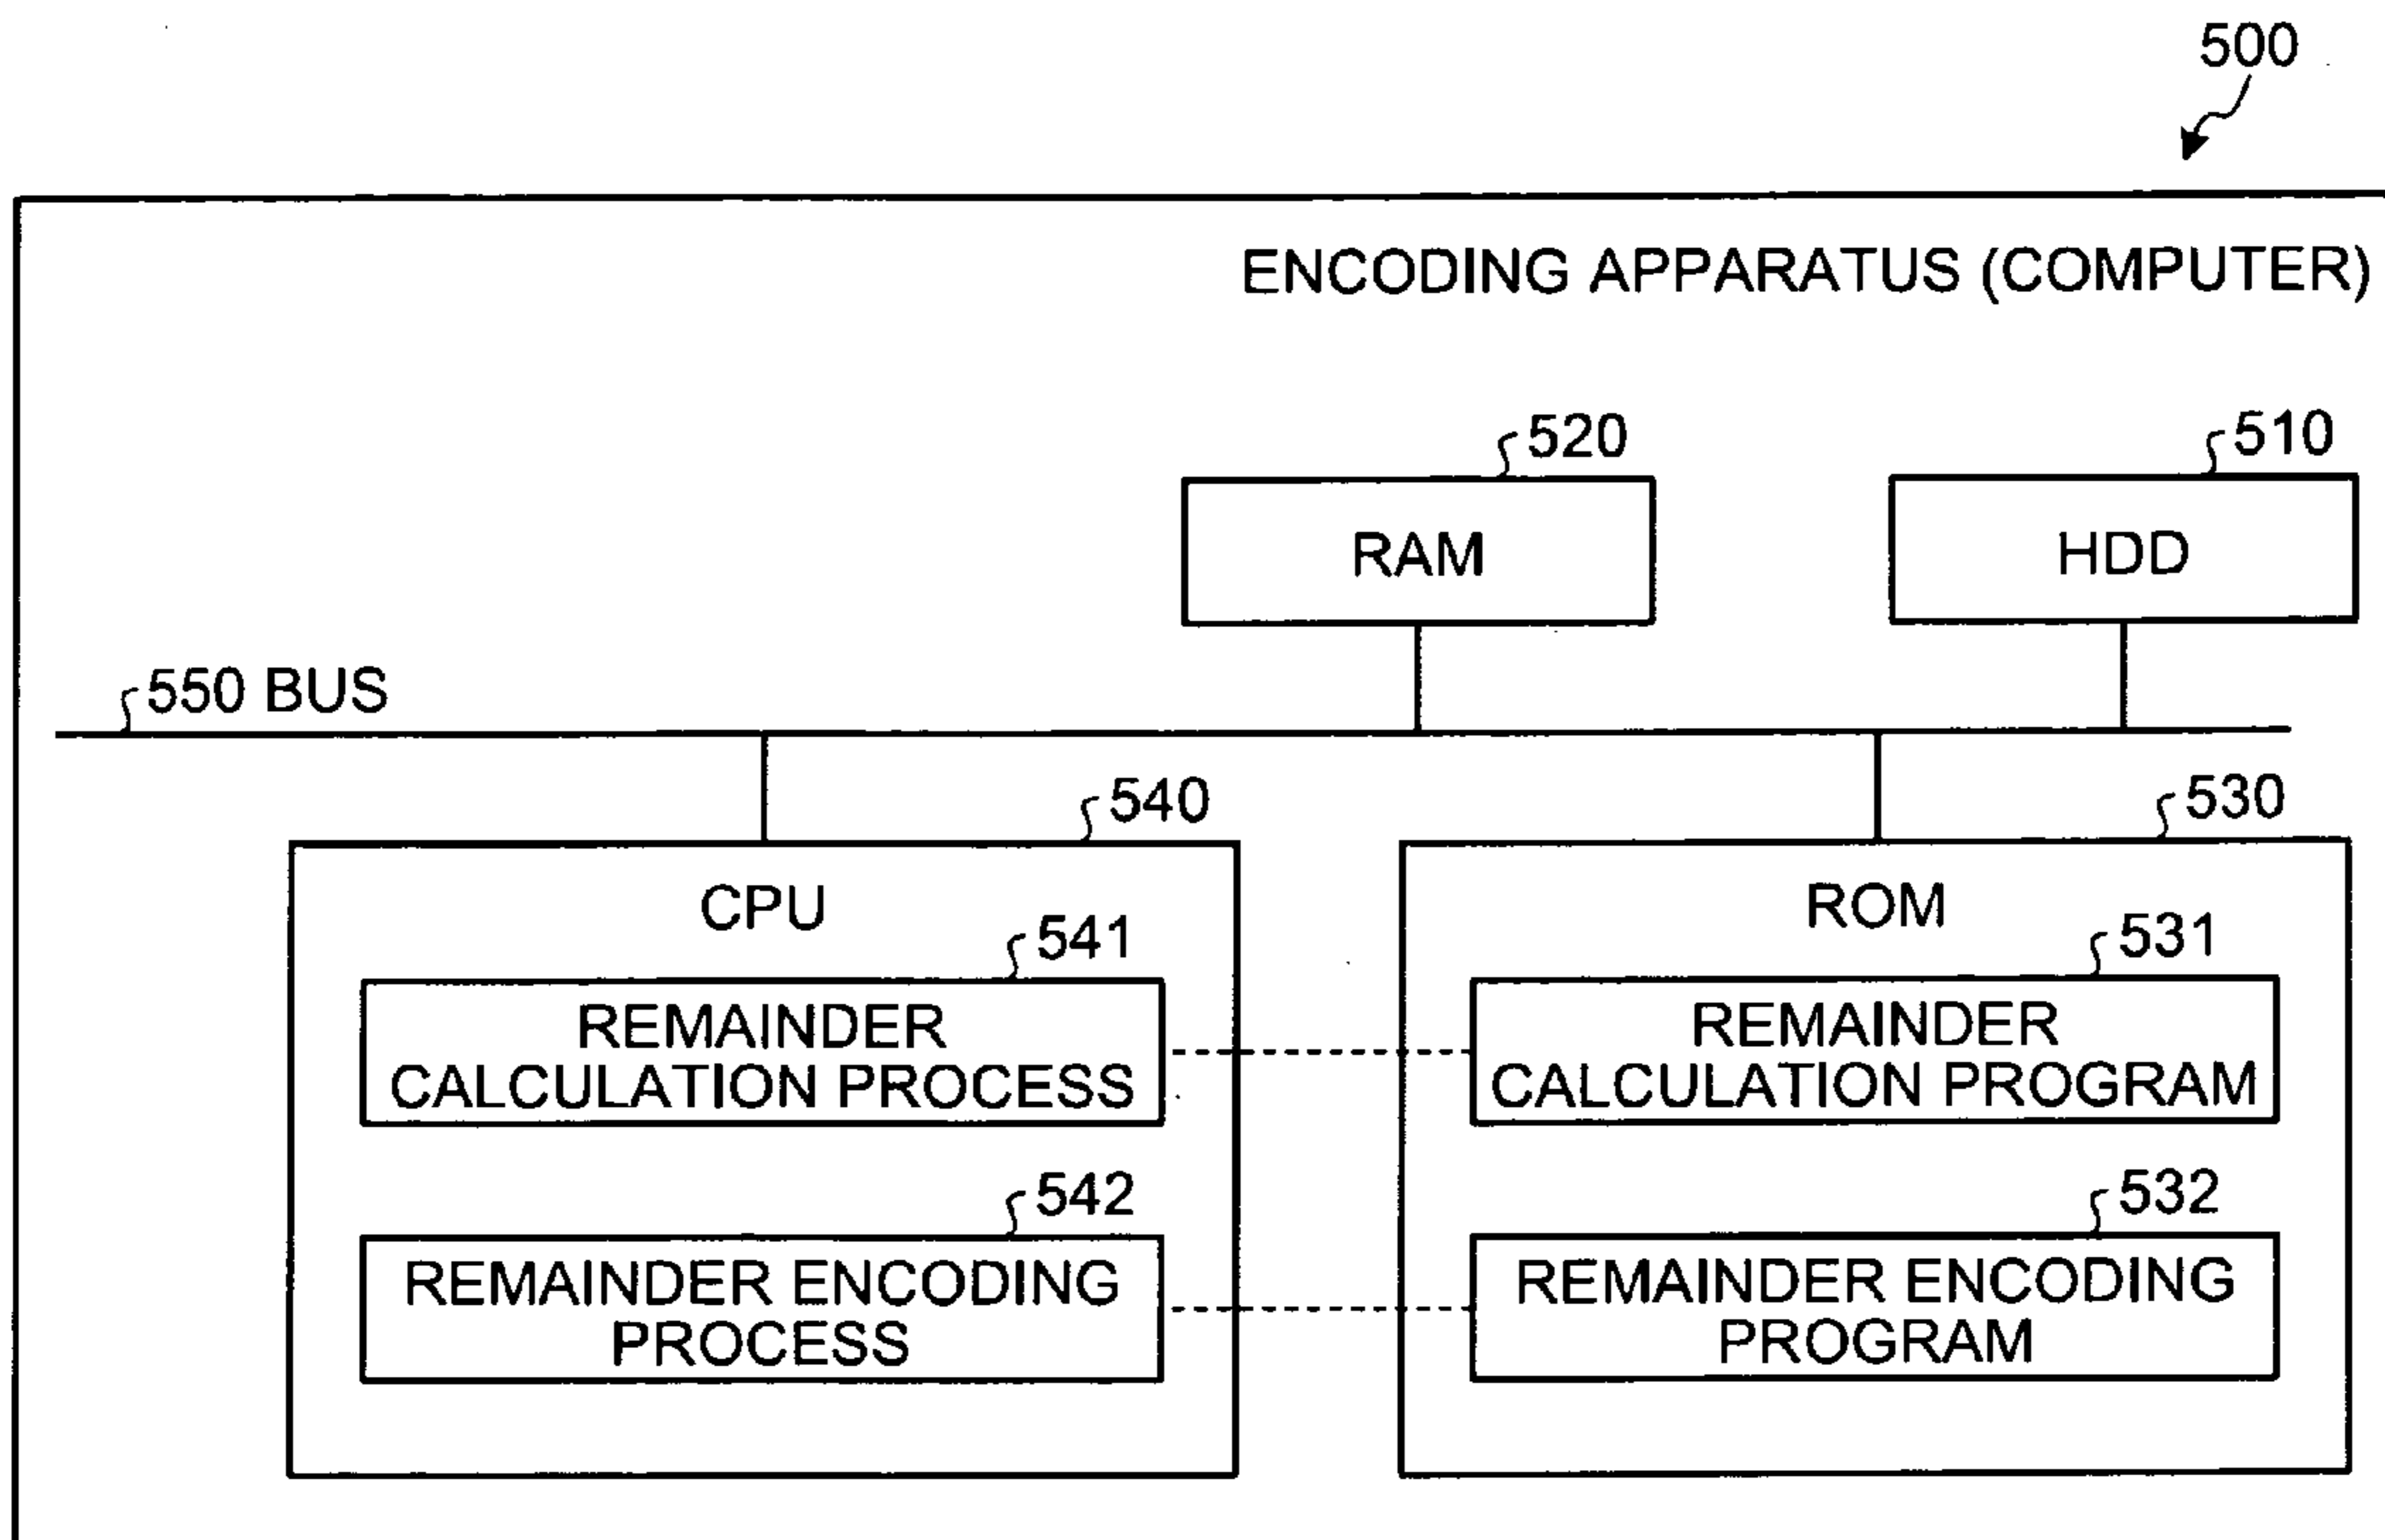 500
ENCODING APPARATUS (COMPUTER)
520
510
RAM
HDD
550 BUS
540
530
CPU
ROM
541
531
REMAINDER
CALCULATION PROCESS
REMAINDER
CALCULATION PROGRAM
542
532
REMAINDER ENCODING
PROCESS
REMAINDER ENCODING
PROGRAM